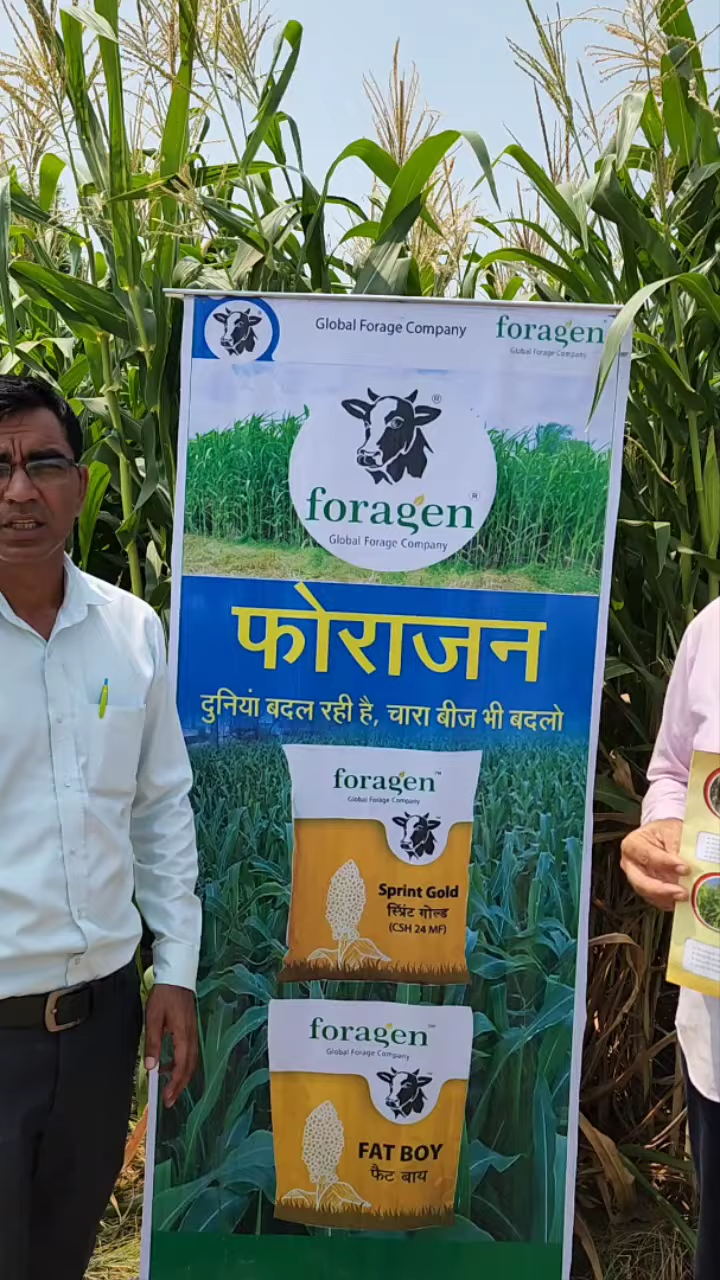 Global Forage Company
foragen
Global Forage Company
foragen ®
Global Forage Company
फोराजन
दुनियां बदल रही है, चारा बीज भी बदलो
foragen™
Global Forage Company
Sprint Gold
स्प्रिंट गोल्ड
(CSH 24 MF)
foragen
Global Forage Company
FAT BOY
फैट बाय